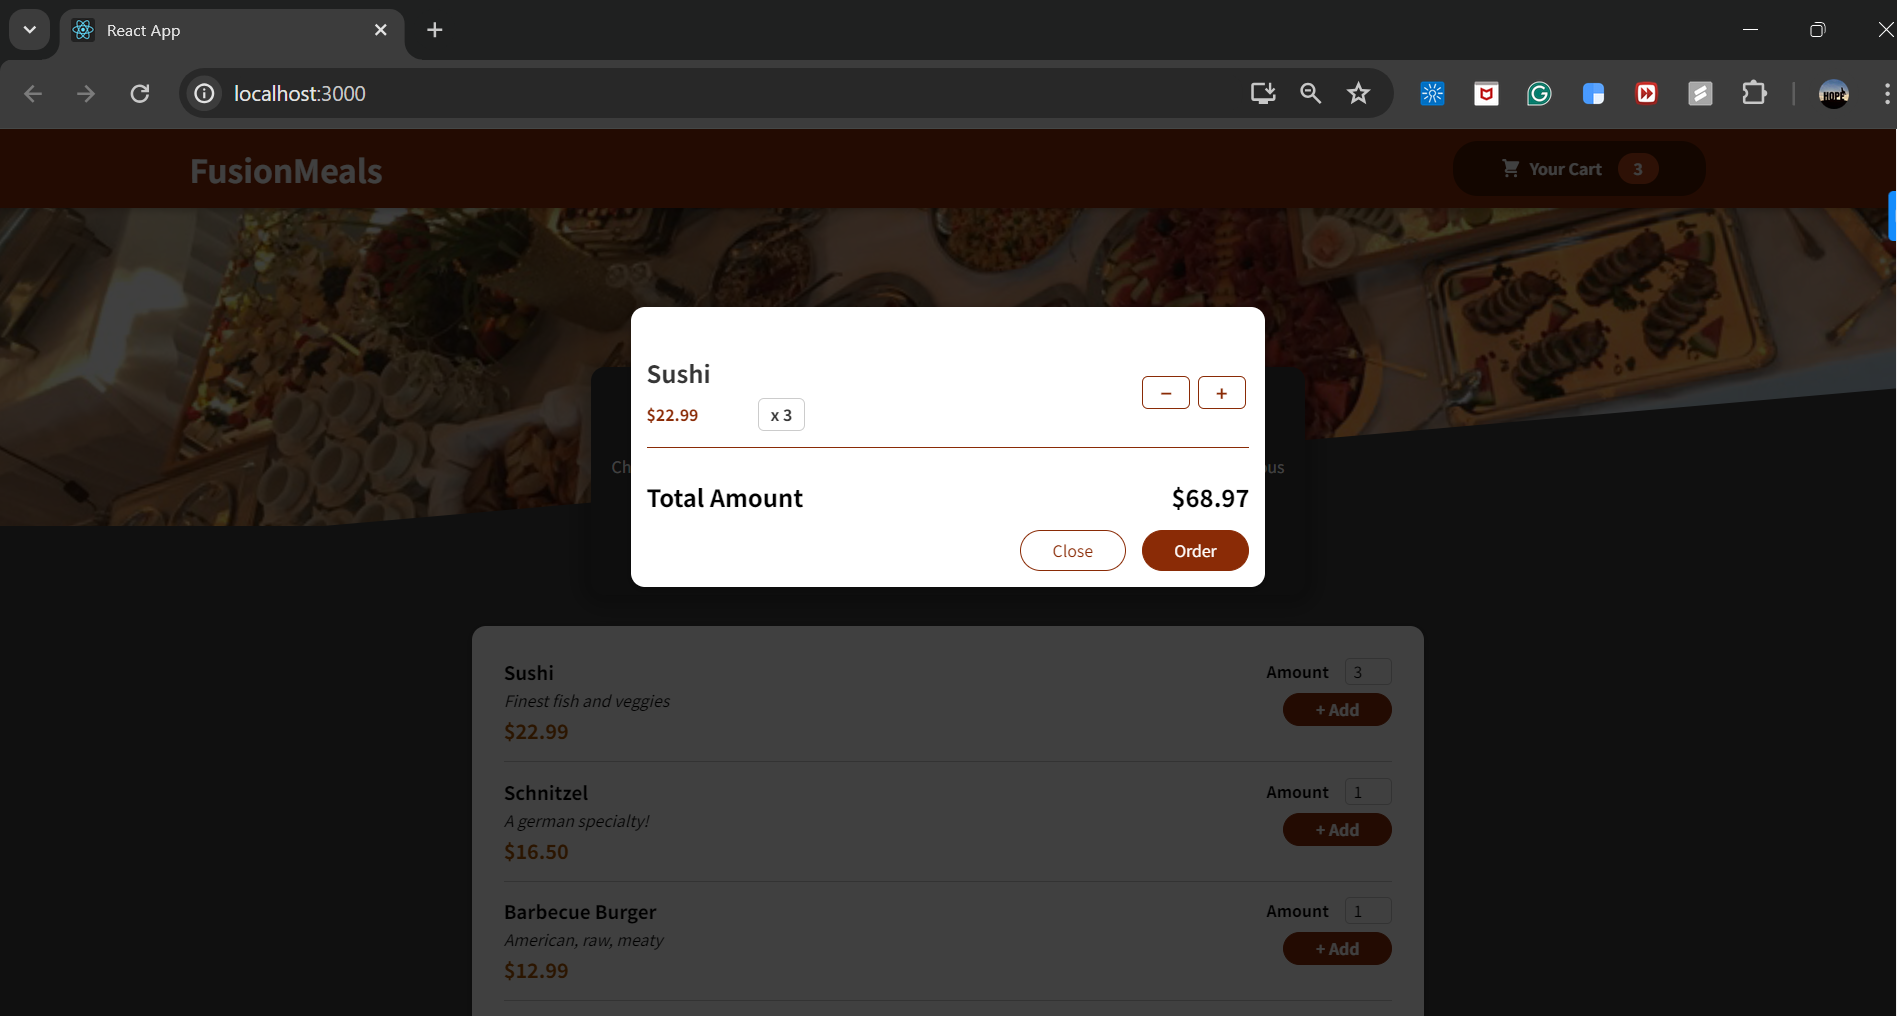 React App
localhost:3000
HOPE
FusionMeals
Your Cart 3
Sushi
$22.99 x 3
− +
Total Amount $68.97
Close Order
Ch
ous
Sushi
Finest fish and veggies
$22.99
Amount 3
+ Add
Schnitzel
A german specialty!
$16.50
Amount 1
+ Add
Barbecue Burger
American, raw, meaty
$12.99
Amount 1
+ Add